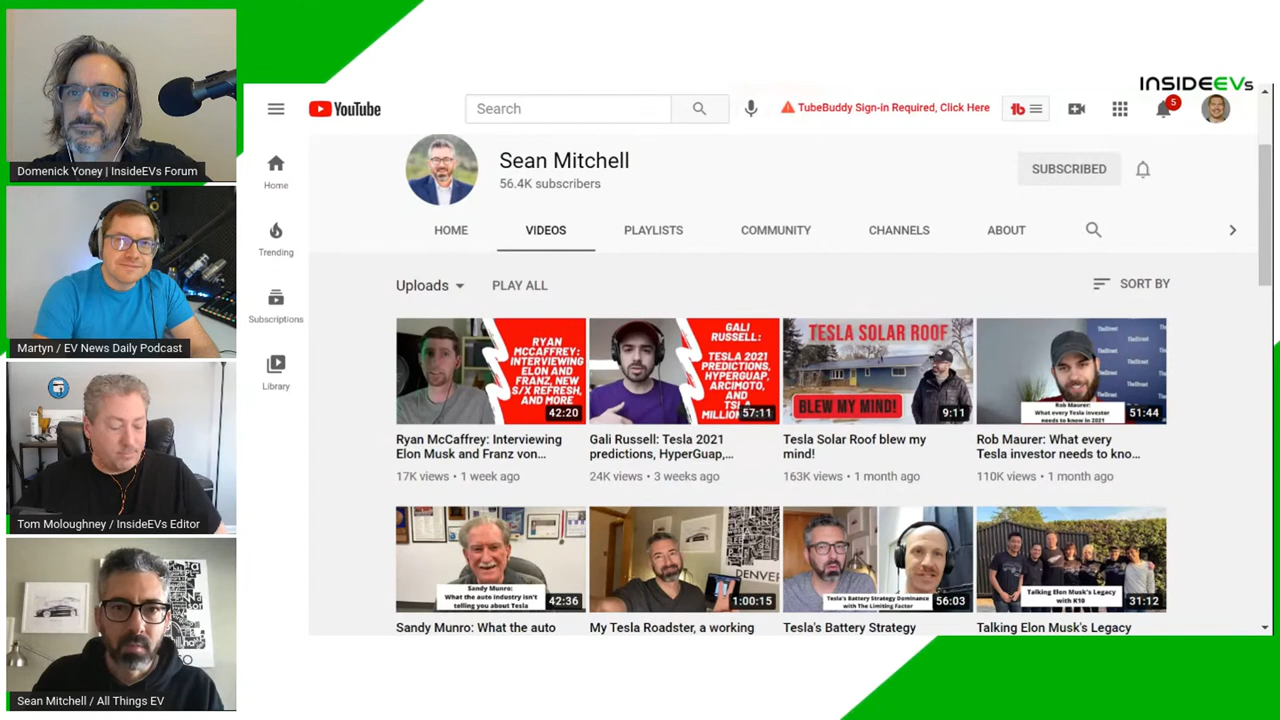 Domenick Yoney | InsideEVs Forum
Martyn / EV News Daily Podcast
Tom Moloughney / InsideEVs Editor
Sean Mitchell / All Things EV
INSIDEEVs
YouTube
Search
TubeBuddy Sign-in Required, Click Here
tb
5
Home
Trending
Subscriptions
Library
Sean Mitchell
56.4K subscribers
SUBSCRIBED
HOME
VIDEOS
PLAYLISTS
COMMUNITY
CHANNELS
ABOUT
Uploads
PLAY ALL
SORT BY
RYAN
MCCAFFREY:
INTERVIEWING
ELON AND
FRANZ, NEW
S/X REFRESH,
AND MORE
42:20
Ryan McCaffrey: Interviewing
Elon Musk and Franz von...
17K views • 1 week ago
GALI
RUSSELL:
TESLA 2021
PREDICTIONS,
HYPERGUAP,
ARCIMOTO,
AND
57:11
Gali Russell: Tesla 2021
predictions, HyperGuap,...
24K views • 3 weeks ago
TESLA SOLAR ROOF
BLEW MY MIND!
9:11
Tesla Solar Roof blew my
mind!
163K views • 1 month ago
TheStreet
Rob Maurer:
What every Tesla investor
needs to know in 2021
51:44
Rob Maurer: What every
Tesla investor needs to kno...
110K views • 1 month ago
Sandy Munro:
What the auto industry isn't
telling you about Tesla
42:36
Sandy Munro: What the auto
DENVER
1:00:15
My Tesla Roadster, a working
Tesla's Battery Strategy Dominance
with The Limiting Factor
56:03
Tesla's Battery Strategy
Talking Elon Musk's Legacy
with K10
31:12
Talking Elon Musk's Legacy